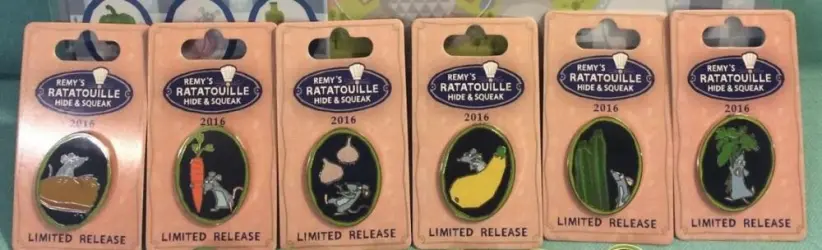 REMY'S
RATATOUILLE
HIDE & SQUEAK
2016
LIMITED RELEASE
REMY'S
RATATOUILLE
HIDE & SQUEAK
2016
LIMITED RELEASE
REMY'S
RATATOUILLE
HIDE & SQUEAK
2016
LIMITED RELEASE
REMY'S
RATATOUILLE
HIDE & SQUEAK
2016
LIMITED RELEASE
REMY'S
RATATOUILLE
HIDE & SQUEAK
2016
LIMITED RELEASE
REMY'S
RATATOUILLE
HIDE & SQUEAK
2016
LIMITED RELEASE